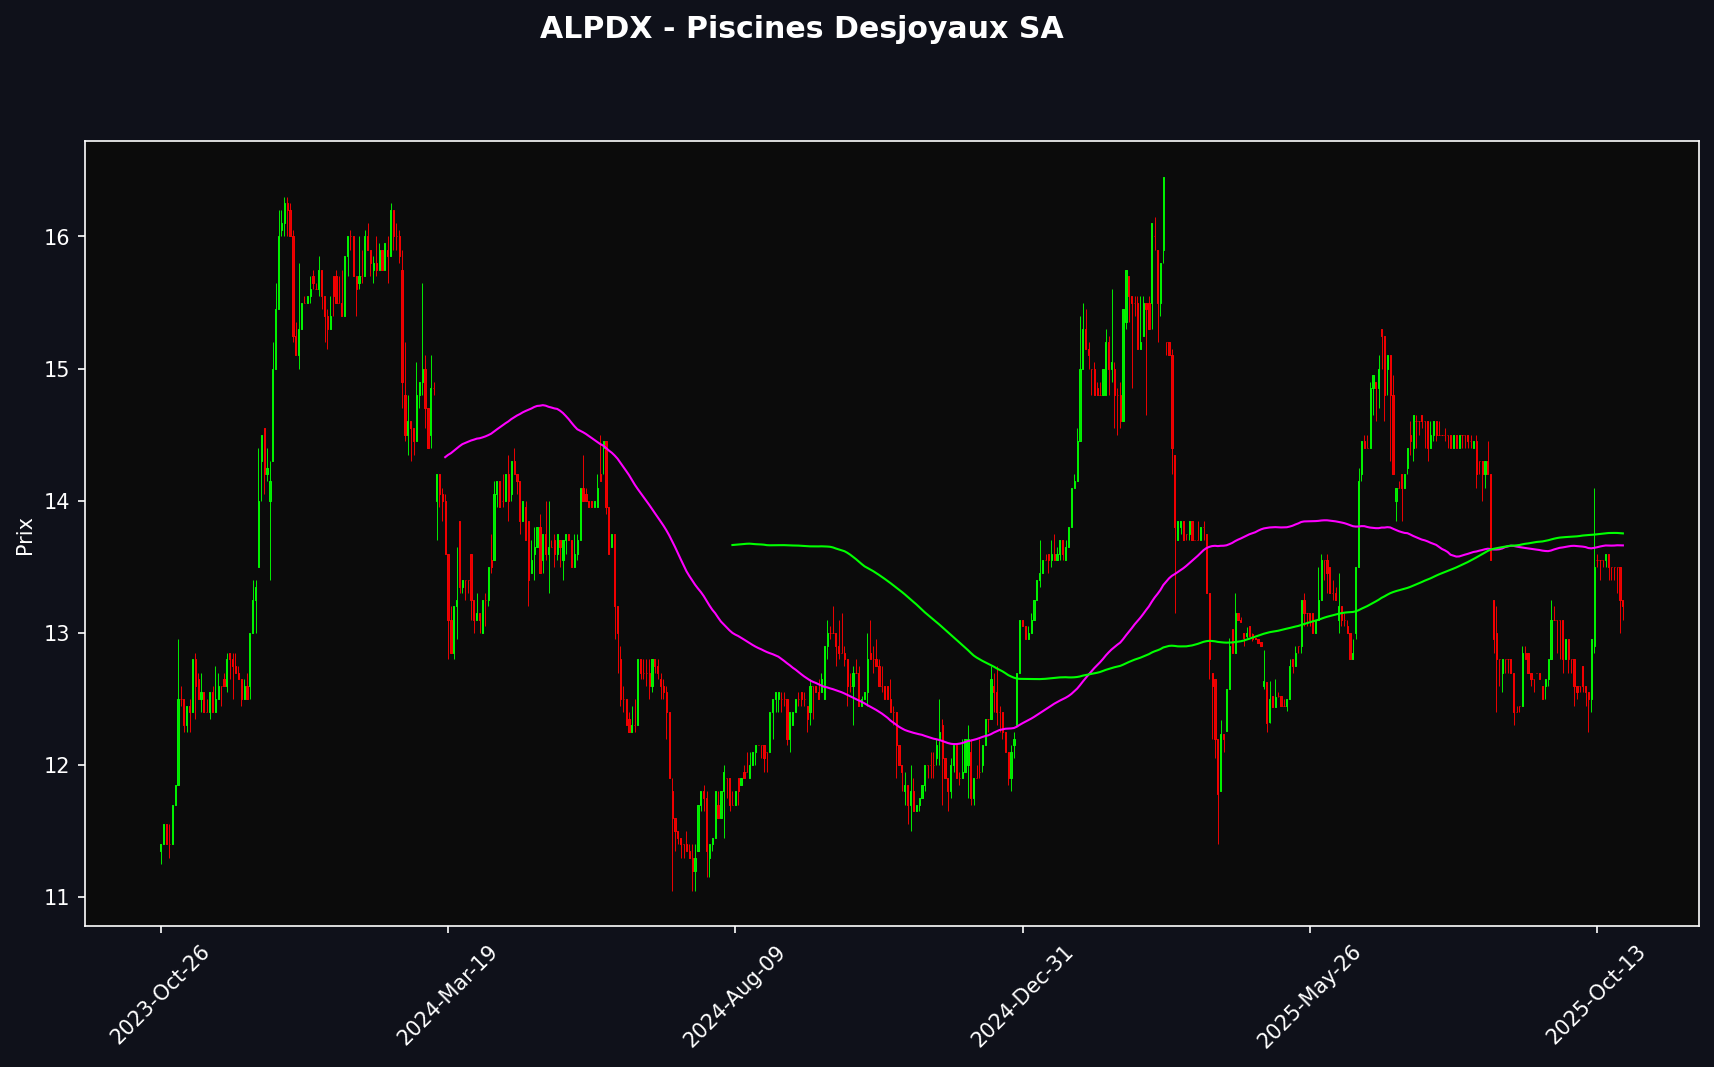 ALPDX - Piscines Desjoyaux SA
Prix
16
15
14
13
12
11
2023-Oct-26
2024-Mar-19
2024-Aug-09
2024-Dec-31
2025-May-26
2025-Oct-13